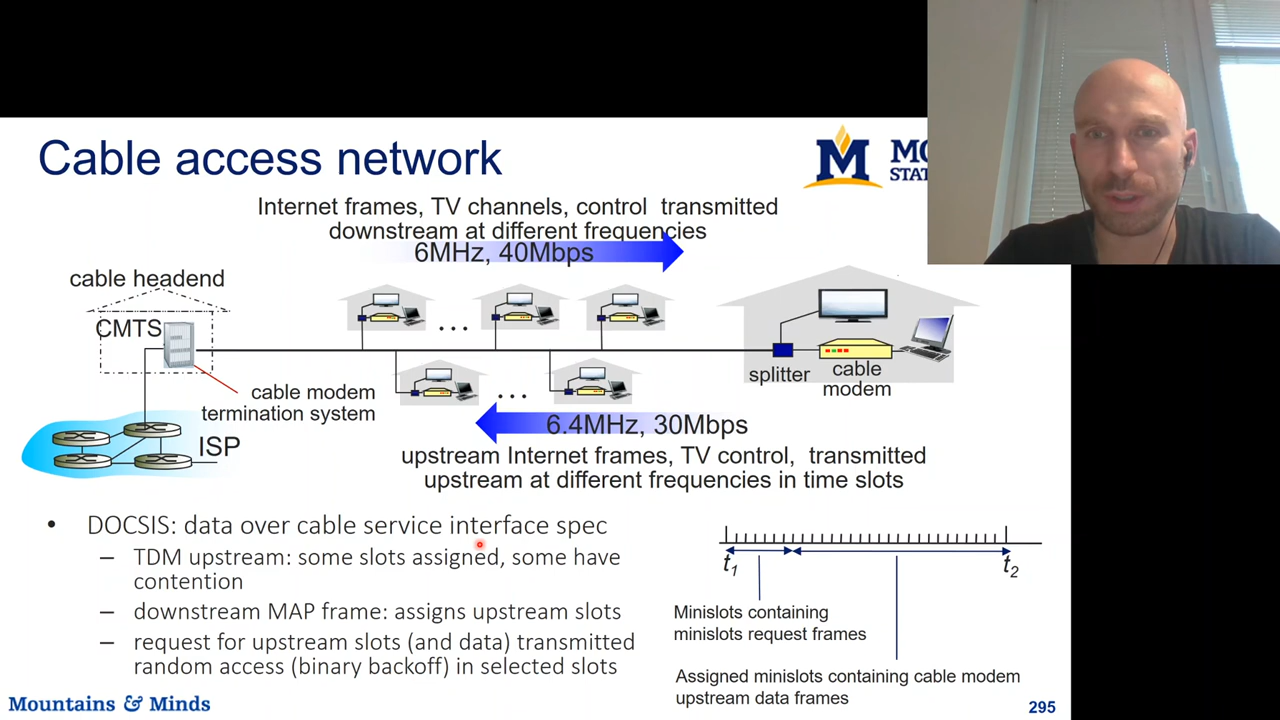 Cable access network
Internet frames, TV channels, control transmitted
downstream at different frequencies
6MHz, 40Mbps
cable headend
CMTS
cable modem
termination system
ISP
splitter
cable
modem
6.4MHz, 30Mbps
upstream Internet frames, TV control, transmitted
upstream at different frequencies in time slots
• DOCSIS: data over cable service interface spec
– TDM upstream: some slots assigned, some have
contention
– downstream MAP frame: assigns upstream slots
– request for upstream slots (and data) transmitted
random access (binary backoff) in selected slots
t1
t2
Minislots containing
minislots request frames
Assigned minislots containing cable modem
upstream data frames
M
STAT
Mountains & Minds
295